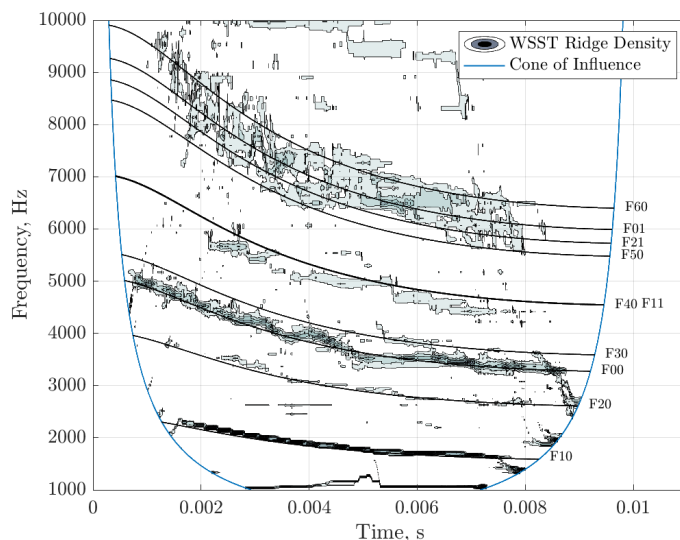 10000
9000
8000
7000
6000
5000
4000
3000
2000
1000
Frequency, Hz
WSST Ridge Density
Cone of Influence
F60
F01
F21
F50
F40 F11
F30
F00
F20
F10
0 0.002 0.004 0.006 0.008 0.01
Time, s